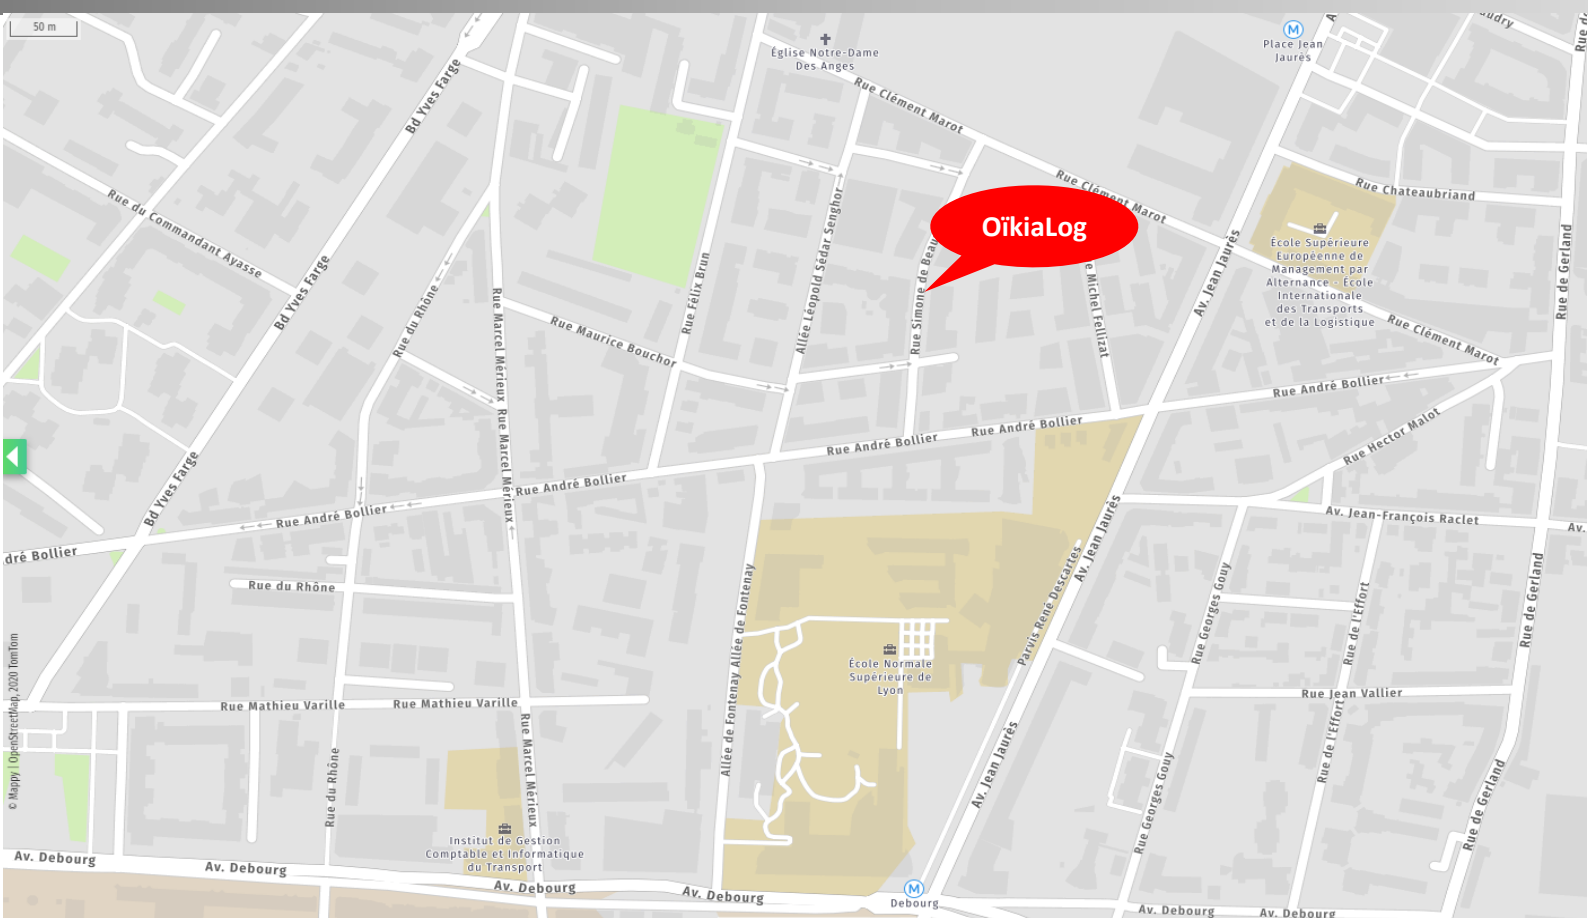 50 m
Bd Yves Farge
Église Notre-Dame
Des Anges
Rue Clément Marot
Place Jean
Jaurès
Rue Clément Marot
Rue Chateaubriand
OïkiaLog
École Supérieure
Européenne de
Management par
Alternance - École
Internationale
des Transports
et de la Logistique
Rue du Commandant Ayasse
Bd Yves Farge
Rue du Rhône
Rue Marcel Mérieux
Rue Maurice Bouchor
Rue Félix Brun
Allée Léopold Sédar Senghor
Rue Simone de Beau
e Michel Fellizat
Av. Jean Jaurès
Rue de Gerland
Rue Clément Marot
Rue André Bollier
Rue Hector Malot
Rue André Bollier
Rue André Bollier
Rue Marcel Mérieux
Bd Yves Farge
Rue André Bollier
Rue André Bollier
dré Bollier
Av. Jean-François Raclet
Av.
Av. Jean Jaurès
Parvis René Descartes
Rue du Rhône
Allée de Fontenay
Allée de Fontenay
École Normale
Supérieure de
Lyon
Rue Georges Gouy
Rue de l'Effort
Rue de Gerland
Rue Mathieu Varille
Rue Mathieu Varille
Rue Jean Vallier
Rue du Rhône
Rue Marcel Mérieux
Av. Jean Jaurès
Rue Georges Gouy
Rue de l'Effort
Rue de Gerland
© Mappy | OpenStreetMap, 2020 TomTom
Institut de Gestion
Comptable et Informatique
du Transport
Av. Debourg
Av. Debourg
Av. Debourg
Av. Debourg
M
Debourg
Av. Debourg
Av. Debourg